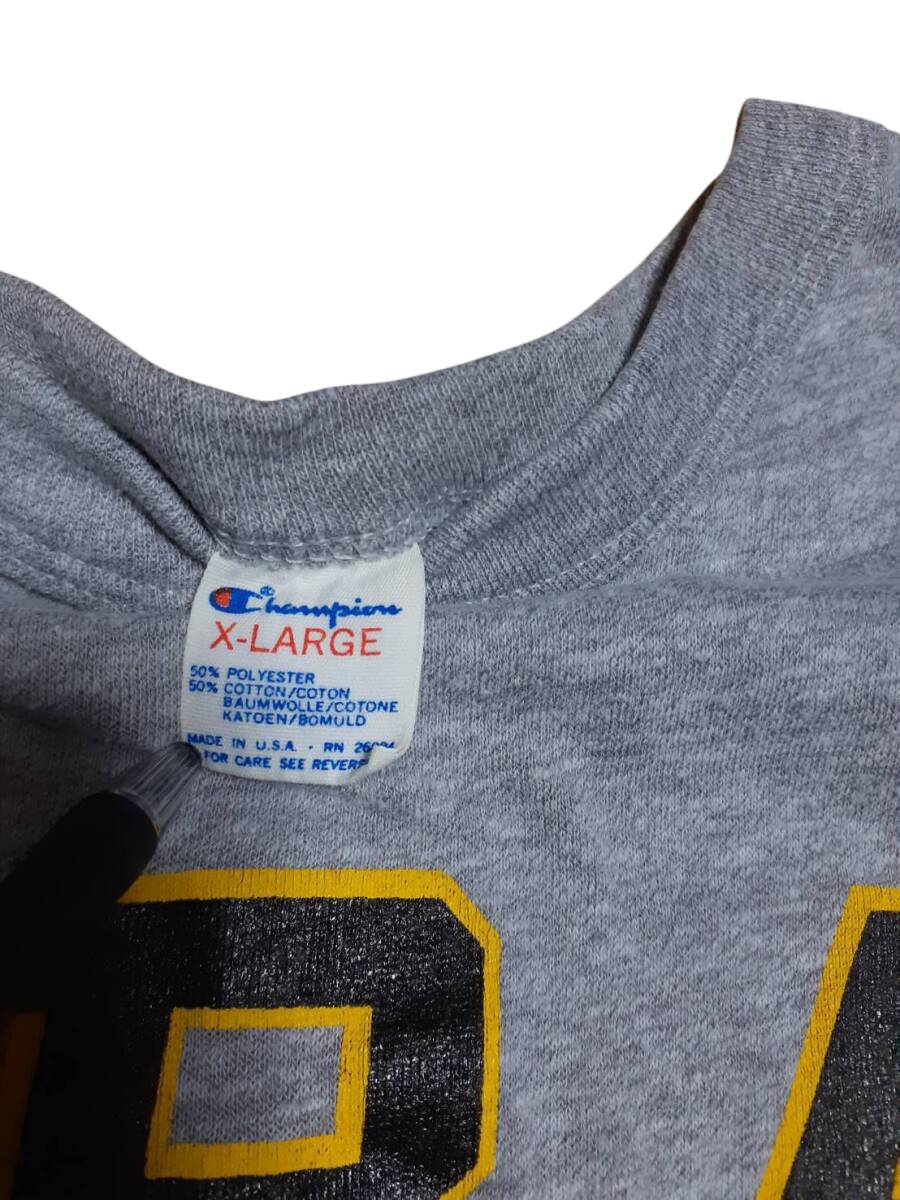 Champion
X-LARGE
50% POLYESTER
50% COTTON/COTON
BAUMWOLLE/COTONE
KATOEN/BOMULD
MADE IN U.S.A. · RN
FOR CARE SEE